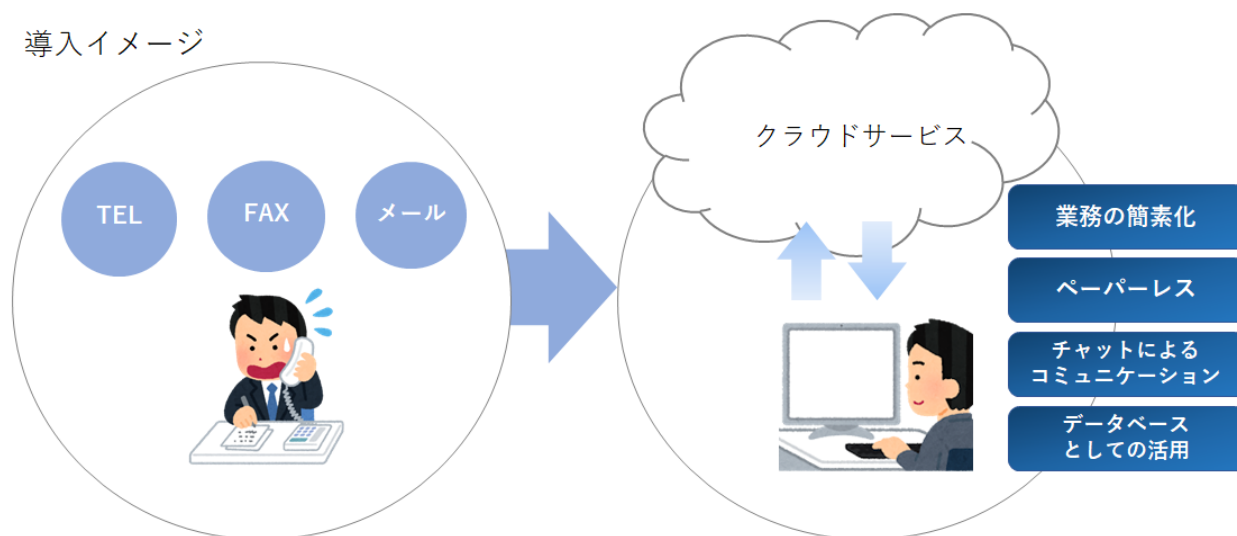 導入イメージ
TEL
FAX
メール
クラウドサービス
業務の簡素化
ペーパーレス
チャットによる
コミュニケーション
データベース
としての活用